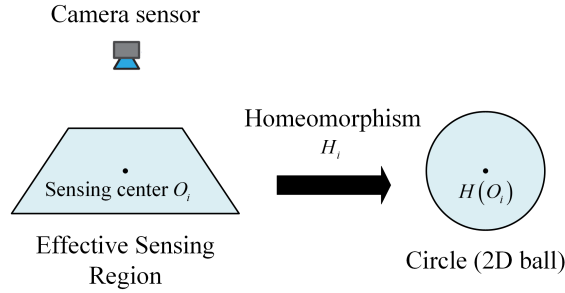 Camera sensor
Homeomorphism
H_i
Sensing center O_i
H(O_i)
Effective Sensing
Region
Circle (2D ball)